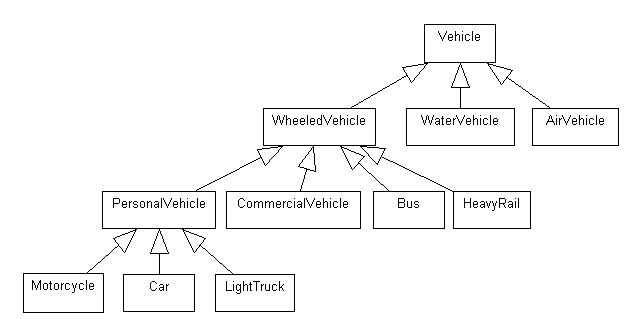 Vehicle
WheeledVehicle
WaterVehicle
AirVehicle
PersonalVehicle
CommercialVehicle
Bus
HeavyRail
Motorcycle
Car
LightTruck